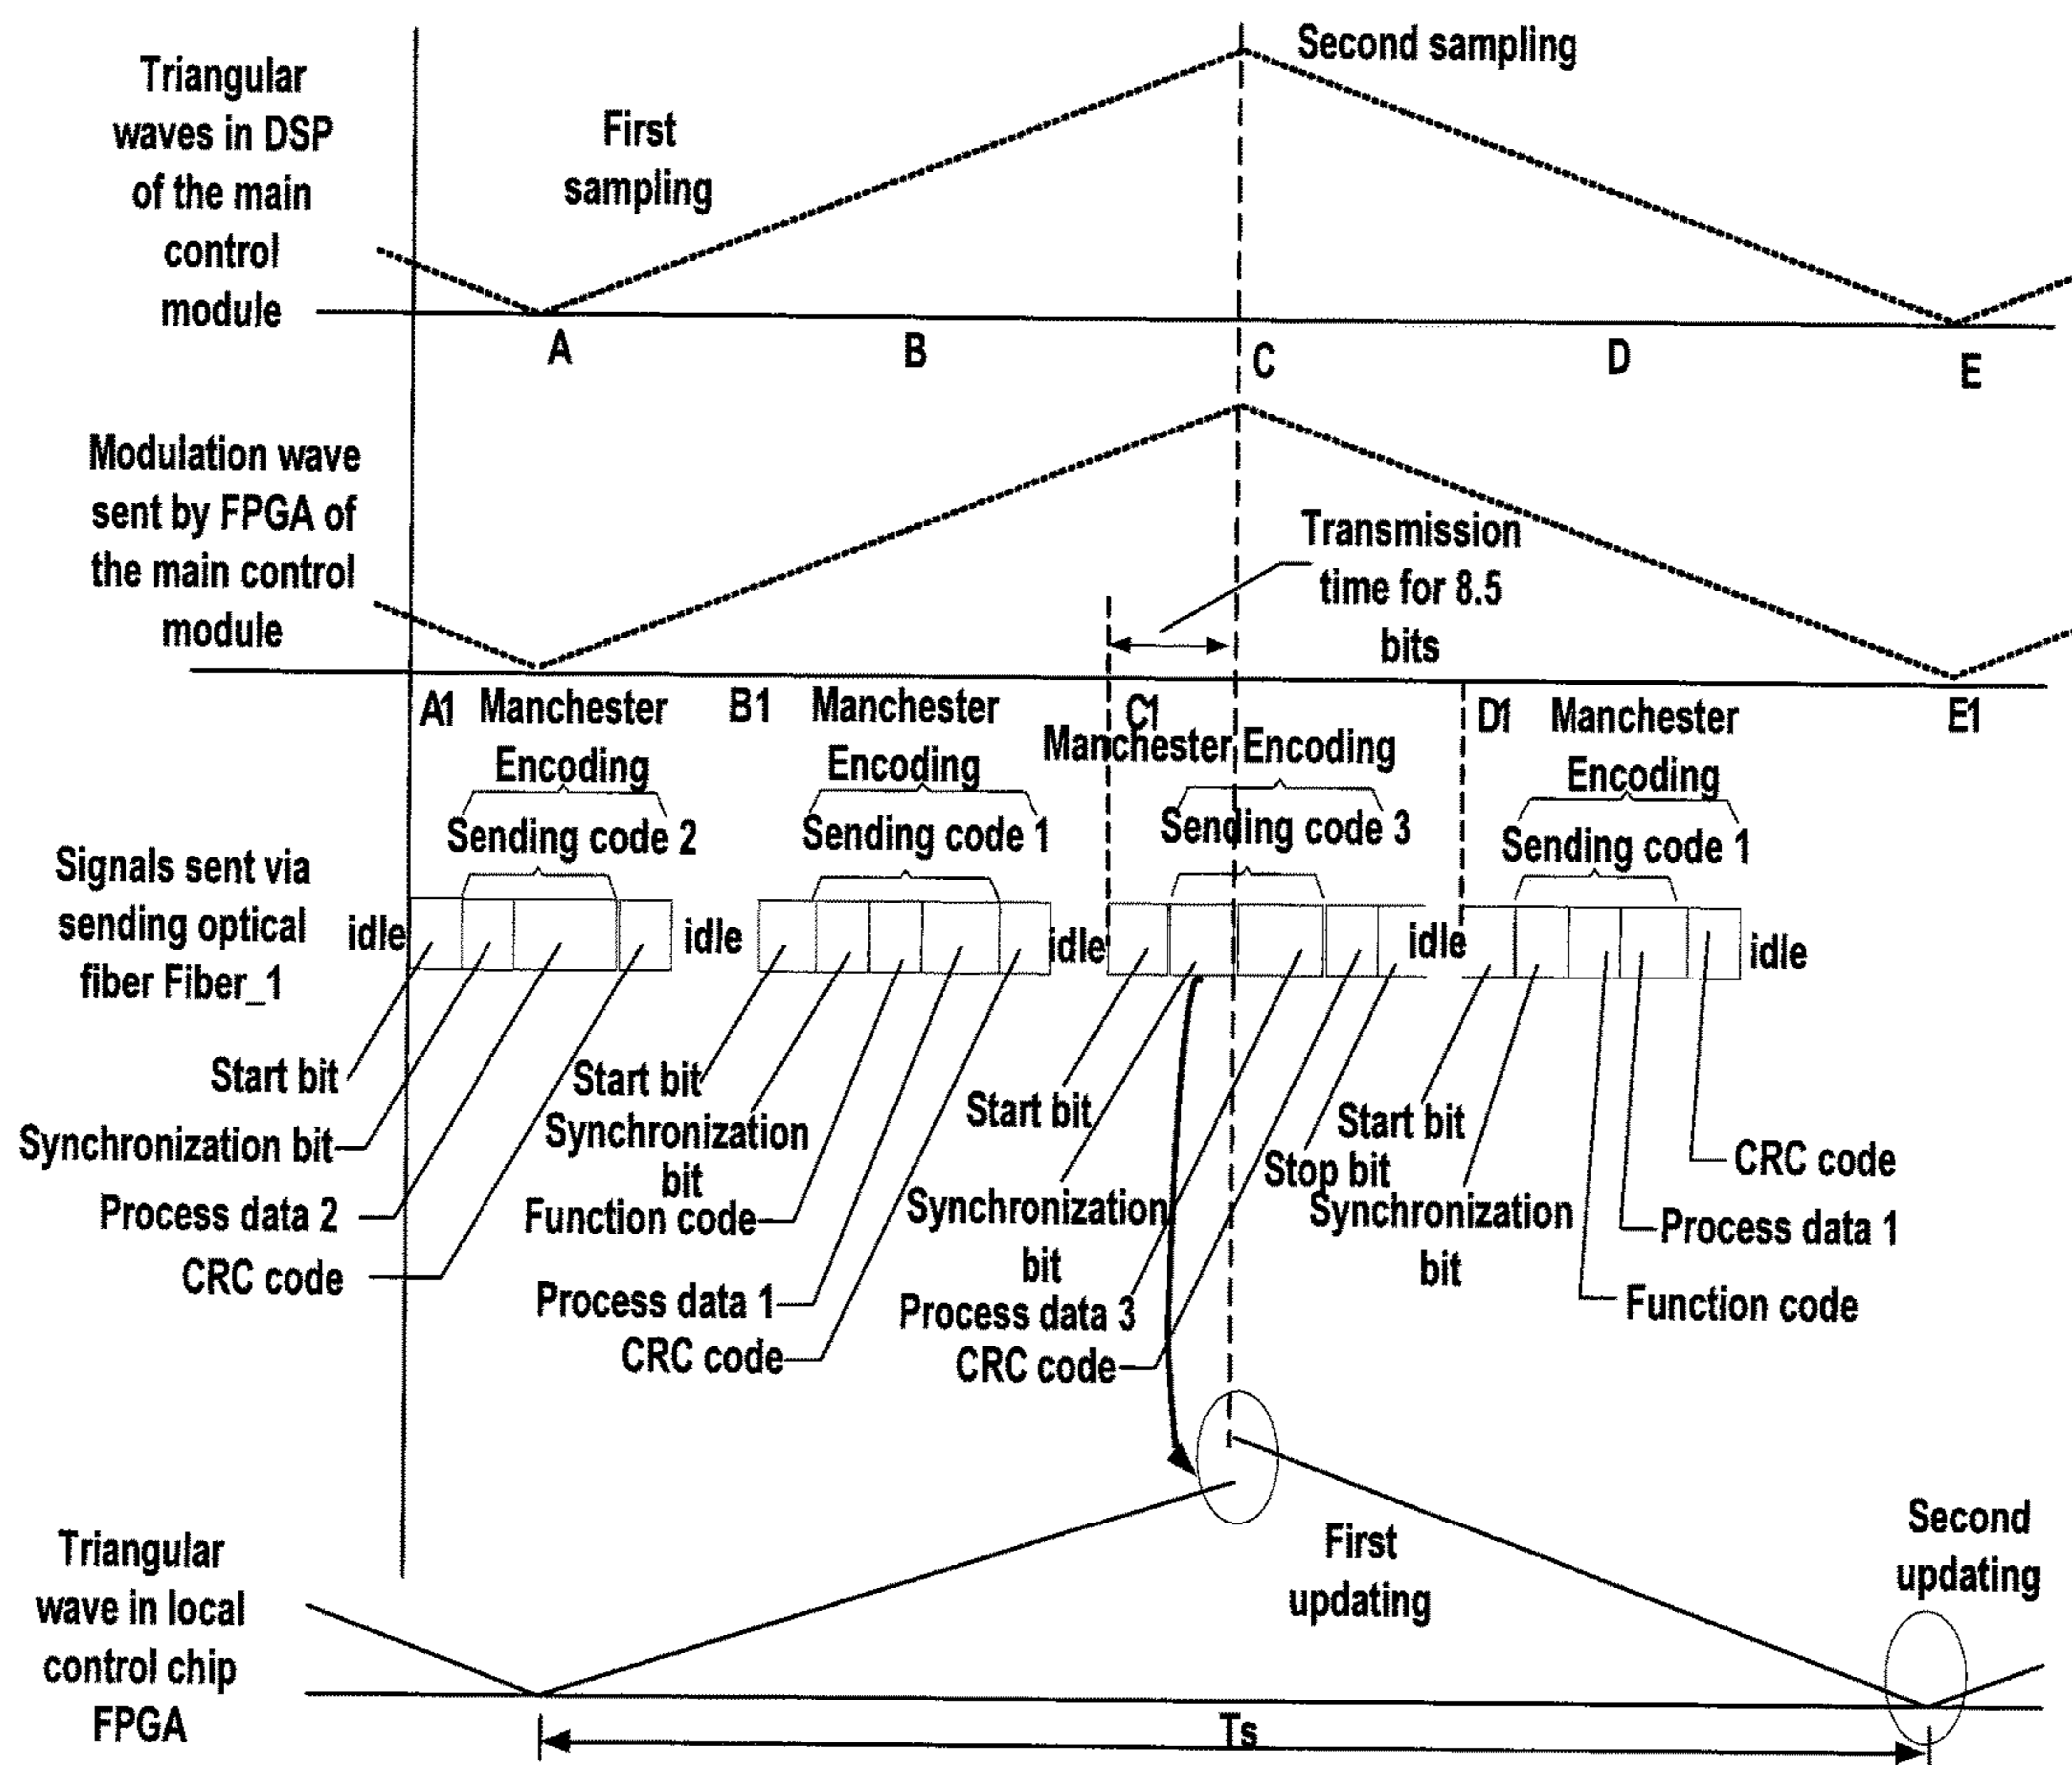 Triangular
waves in DSP
of the main
control
module
First
sampling
Second sampling
A
B
C
D
E
Modulation wave
sent by FPGA of
the main control
module
Transmission
time for 8.5
bits
A1
B1
C1
D1
E1
Manchester
Encoding
Sending code 2
Manchester
Encoding
Sending code 1
Manchester Encoding
Sending code 3
Manchester
Encoding
Sending code 1
Signals sent via
sending optical
fiber Fiber_1
idle
idle
idle
idle
idle
Start bit
Synchronization bit
Process data 2
CRC code
Start bit
Synchronization
bit
Function code
Process data 1
CRC code
Start bit
Synchronization
bit
Process data 3
CRC code
Stop bit
Start bit
Synchronization
bit
CRC code
Process data 1
Function code
Triangular
wave in local
control chip
FPGA
First
updating
Second
updating
Ts